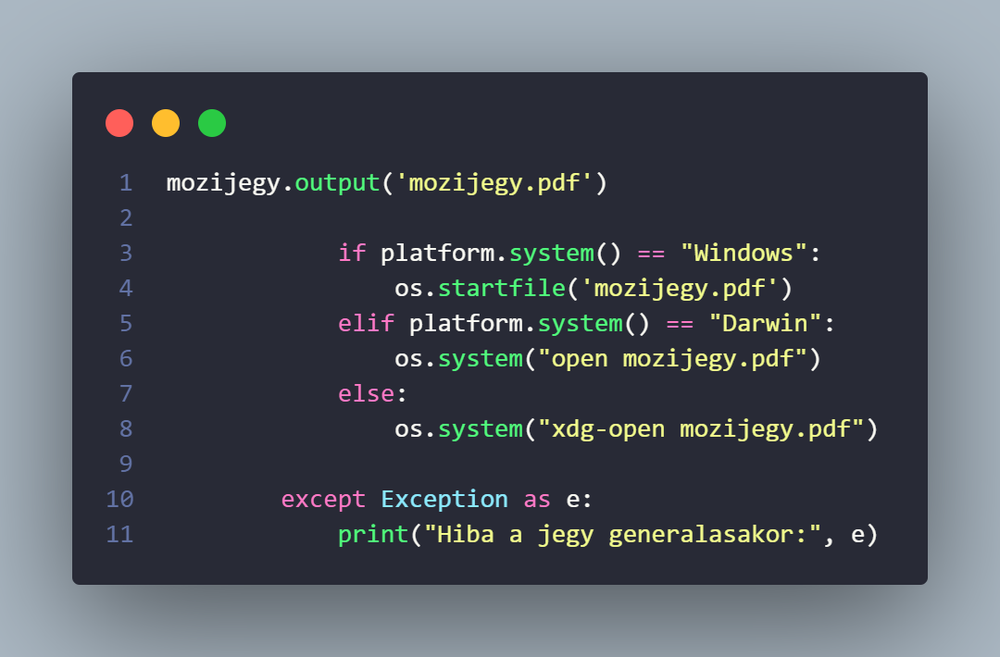 1 mozijegy.output('mozijegy.pdf')
2
3             if platform.system() == "Windows":
4                 os.startfile('mozijegy.pdf')
5             elif platform.system() == "Darwin":
6                 os.system("open mozijegy.pdf")
7             else:
8                 os.system("xdg-open mozijegy.pdf")
9
10         except Exception as e:
11             print("Hiba a jegy generalasakor:", e)